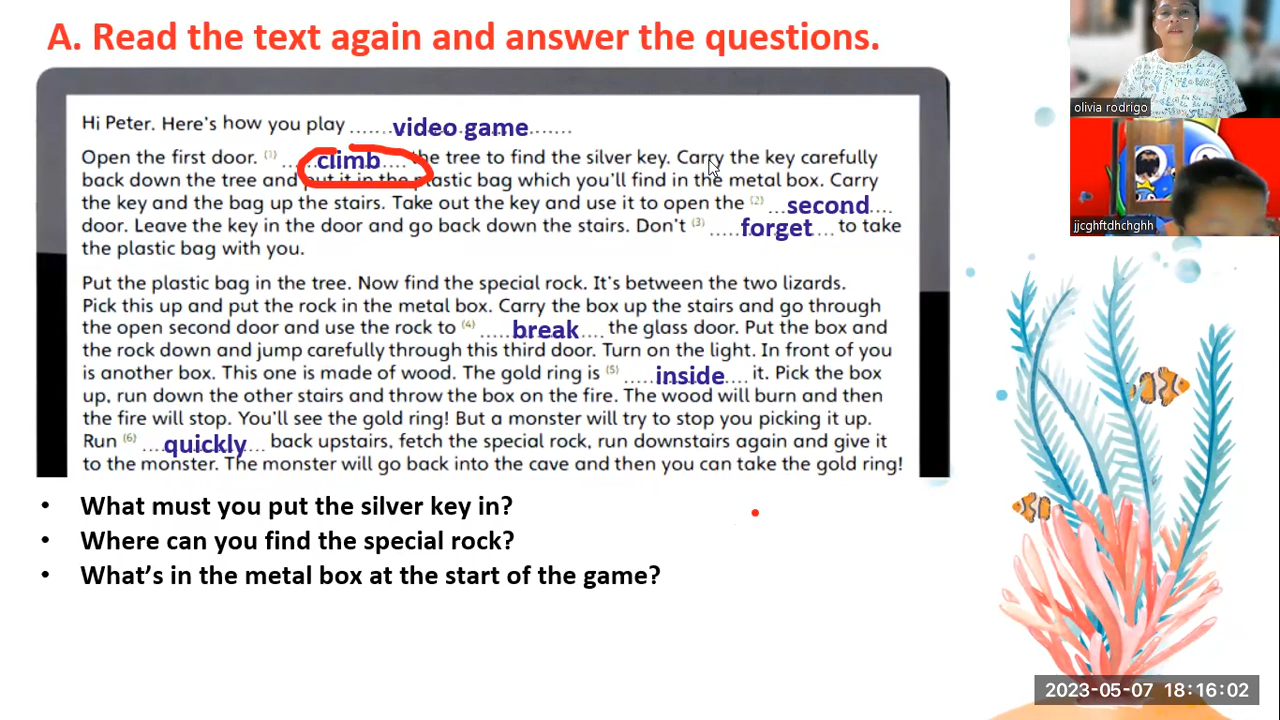 A. Read the text again and answer the questions.
Hi Peter. Here's how you play .......video game.......
Open the first door. (1) .....climb.... the tree to find the silver key. Carry the key carefully
back down the tree and put it in the plastic bag which you'll find in the metal box. Carry
the key and the bag up the stairs. Take out the key and use it to open the (2) ...second....
door. Leave the key in the door and go back down the stairs. Don't (3) .....forget.... to take
the plastic bag with you.
Put the plastic bag in the tree. Now find the special rock. It's between the two lizards.
Pick this up and put the rock in the metal box. Carry the box up the stairs and go through
the open second door and use the rock to (4) .....break.... the glass door. Put the box and
the rock down and jump carefully through this third door. Turn on the light. In front of you
is another box. This one is made of wood. The gold ring is (5) .....inside.... it. Pick the box
up, run down the other stairs and throw the box on the fire. The wood will burn and then
the fire will stop. You'll see the gold ring! But a monster will try to stop you picking it up.
Run (6) ....quickly.... back upstairs, fetch the special rock, run downstairs again and give it
to the monster. The monster will go back into the cave and then you can take the gold ring!
• What must you put the silver key in?
• Where can you find the special rock?
• What's in the metal box at the start of the game?
olivia rodrigo
jjcghftdhchghh
2023-05-07 18:16:02